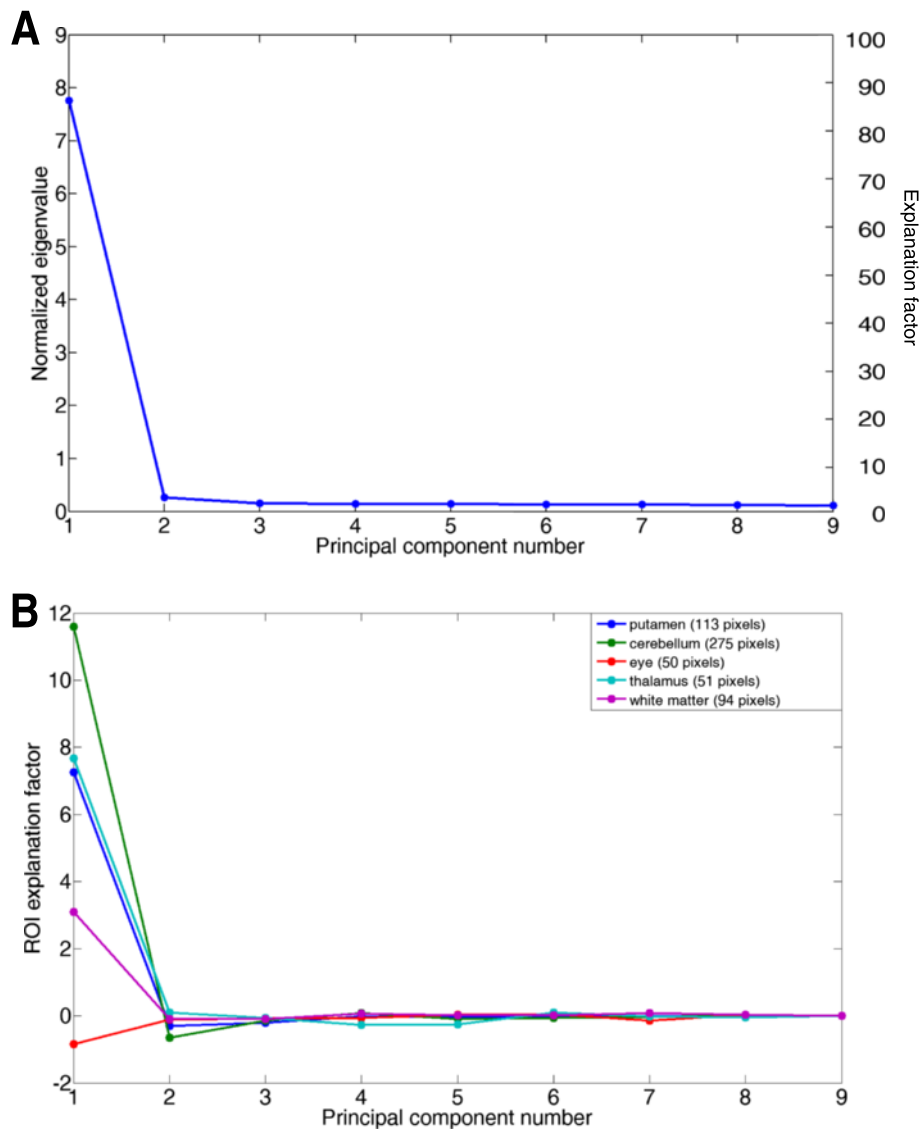 A
9
8
7
6
5
4
3
2
1
0
Normalized eigenvalue
100
90
80
70
60
50
40
30
20
10
0
Explanation factor
1 2 3 4 5 6 7 8 9
Principal component number
B
12
10
8
6
4
2
0
-2
ROI explanation factor
putamen (113 pixels)
cerebellum (275 pixels)
eye (50 pixels)
thalamus (51 pixels)
white matter (94 pixels)
1 2 3 4 5 6 7 8 9
Principal component number